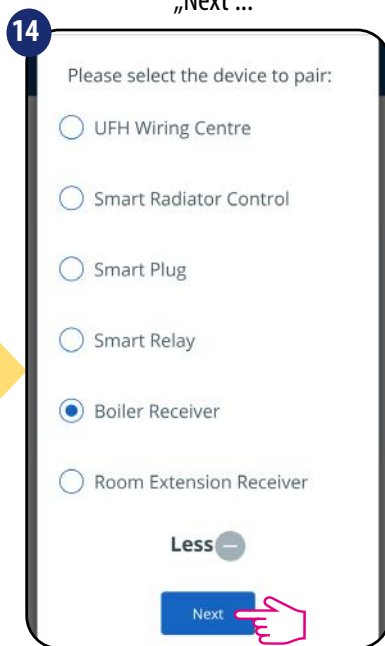 „Next"...
14
Please select the device to pair:
UFH Wiring Centre
Smart Radiator Control
Smart Plug
Smart Relay
Boiler Receiver
Room Extension Receiver
Less
Next